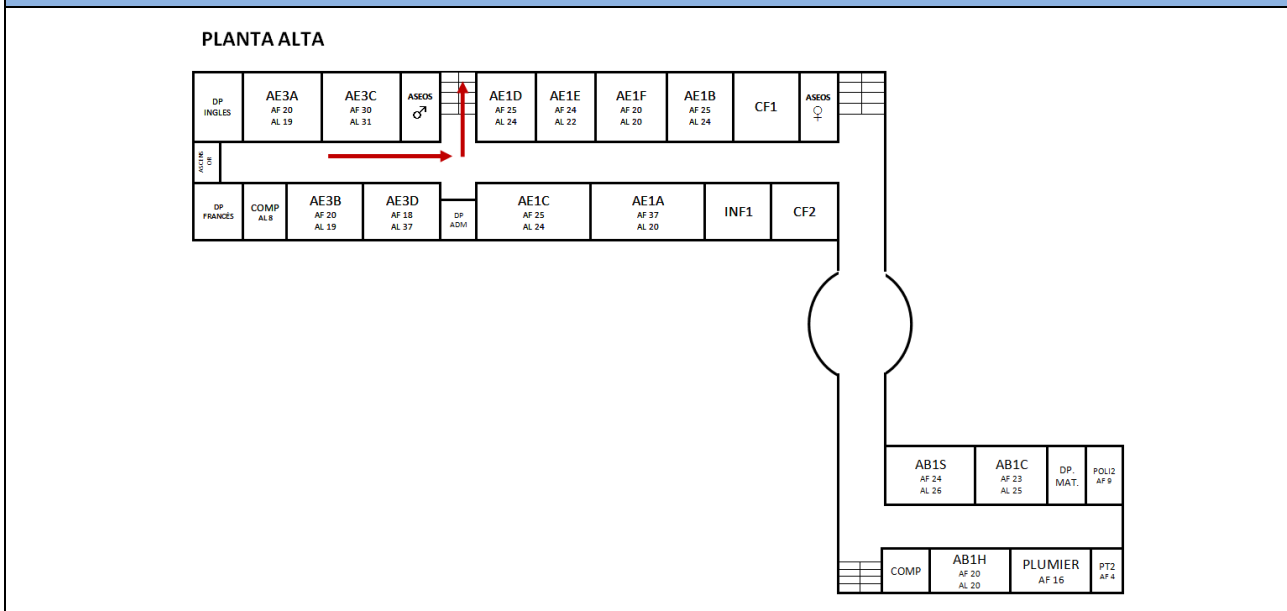 PLANTA ALTA
DP
INGLES
AE3A
AF 20
AL 19
AE3C
AF 30
AL 31
ASEOS
♂
AE1D
AF 25
AL 24
AE1E
AF 24
AL 22
AE1F
AF 20
AL 20
AE1B
AF 25
AL 24
CF1
ASEOS
♀
ASCENS
OR
DP
FRANCÉS
COMP
AL 8
AE3B
AF 20
AL 19
AE3D
AF 18
AL 37
DP
ADM
AE1C
AF 25
AL 24
AE1A
AF 37
AL 20
INF1
CF2
AB1S
AF 24
AL 26
AB1C
AF 23
AL 25
DP.
MAT.
POLI2
AF 9
COMP
AB1H
AF 20
AL 20
PLUMIER
AF 16
PT2
AF 4